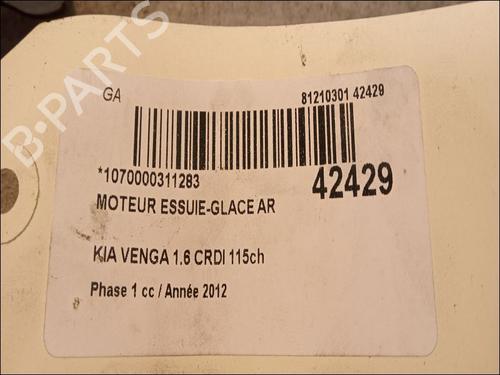 B-PARTS
GA
81210301 42429
*1070000311283
42429
MOTEUR ESSUIE-GLACE AR
KIA VENGA 1.6 CRDI 115ch
Phase 1 cc / Année 2012